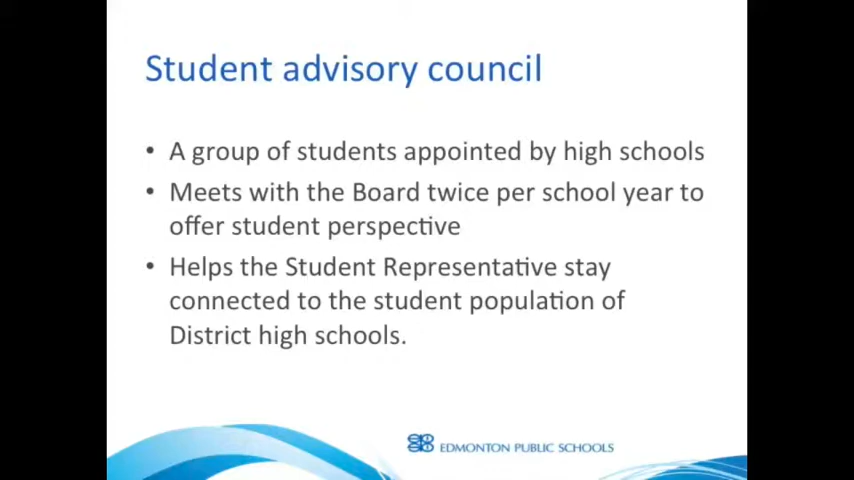 Student advisory council
• A group of students appointed by high schools
• Meets with the Board twice per school year to
offer student perspective
• Helps the Student Representative stay
connected to the student population of
District high schools.
EDMONTON PUBLIC SCHOOLS